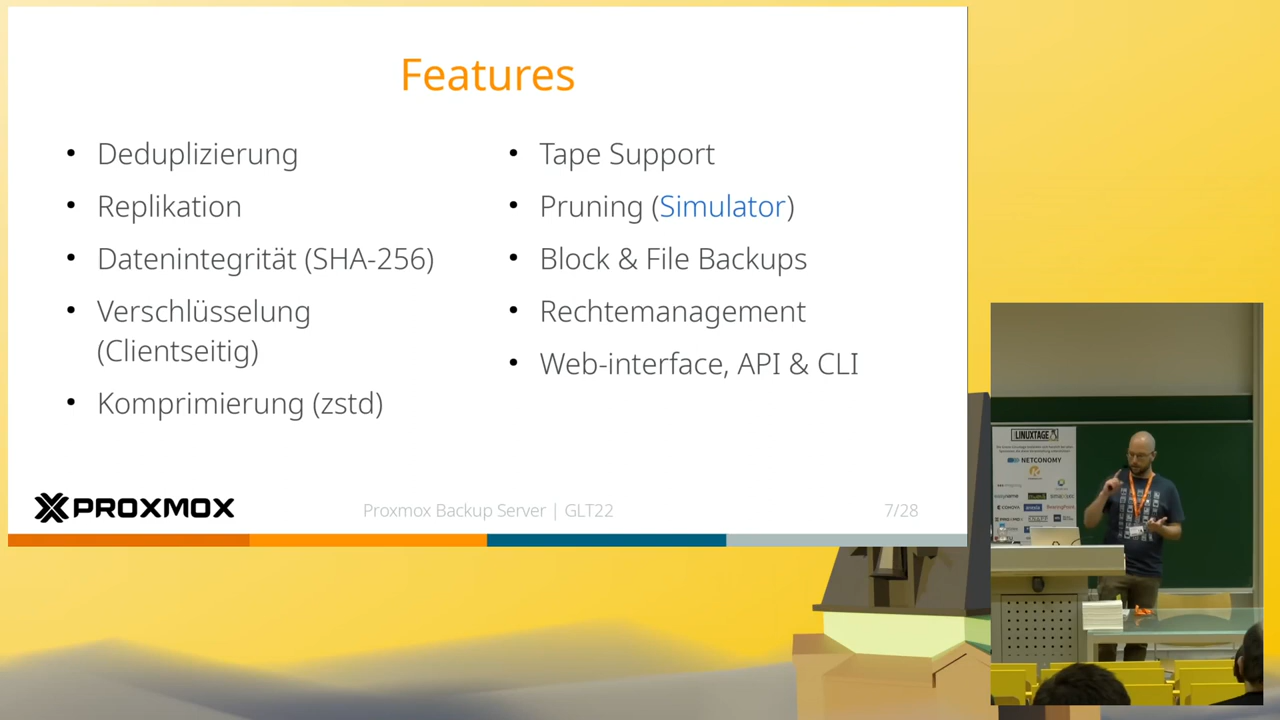 Features
• Deduplizierung
• Replikation
• Datenintegrität (SHA-256)
• Verschlüsselung
(Clientseitig)
• Komprimierung (zstd)
• Tape Support
• Pruning (Simulator)
• Block & File Backups
• Rechtemanagement
• Web-interface, API & CLI
PROXMOX
Proxmox Backup Server | GLT22
7/28
LINUXTAGE
NETCONOMY